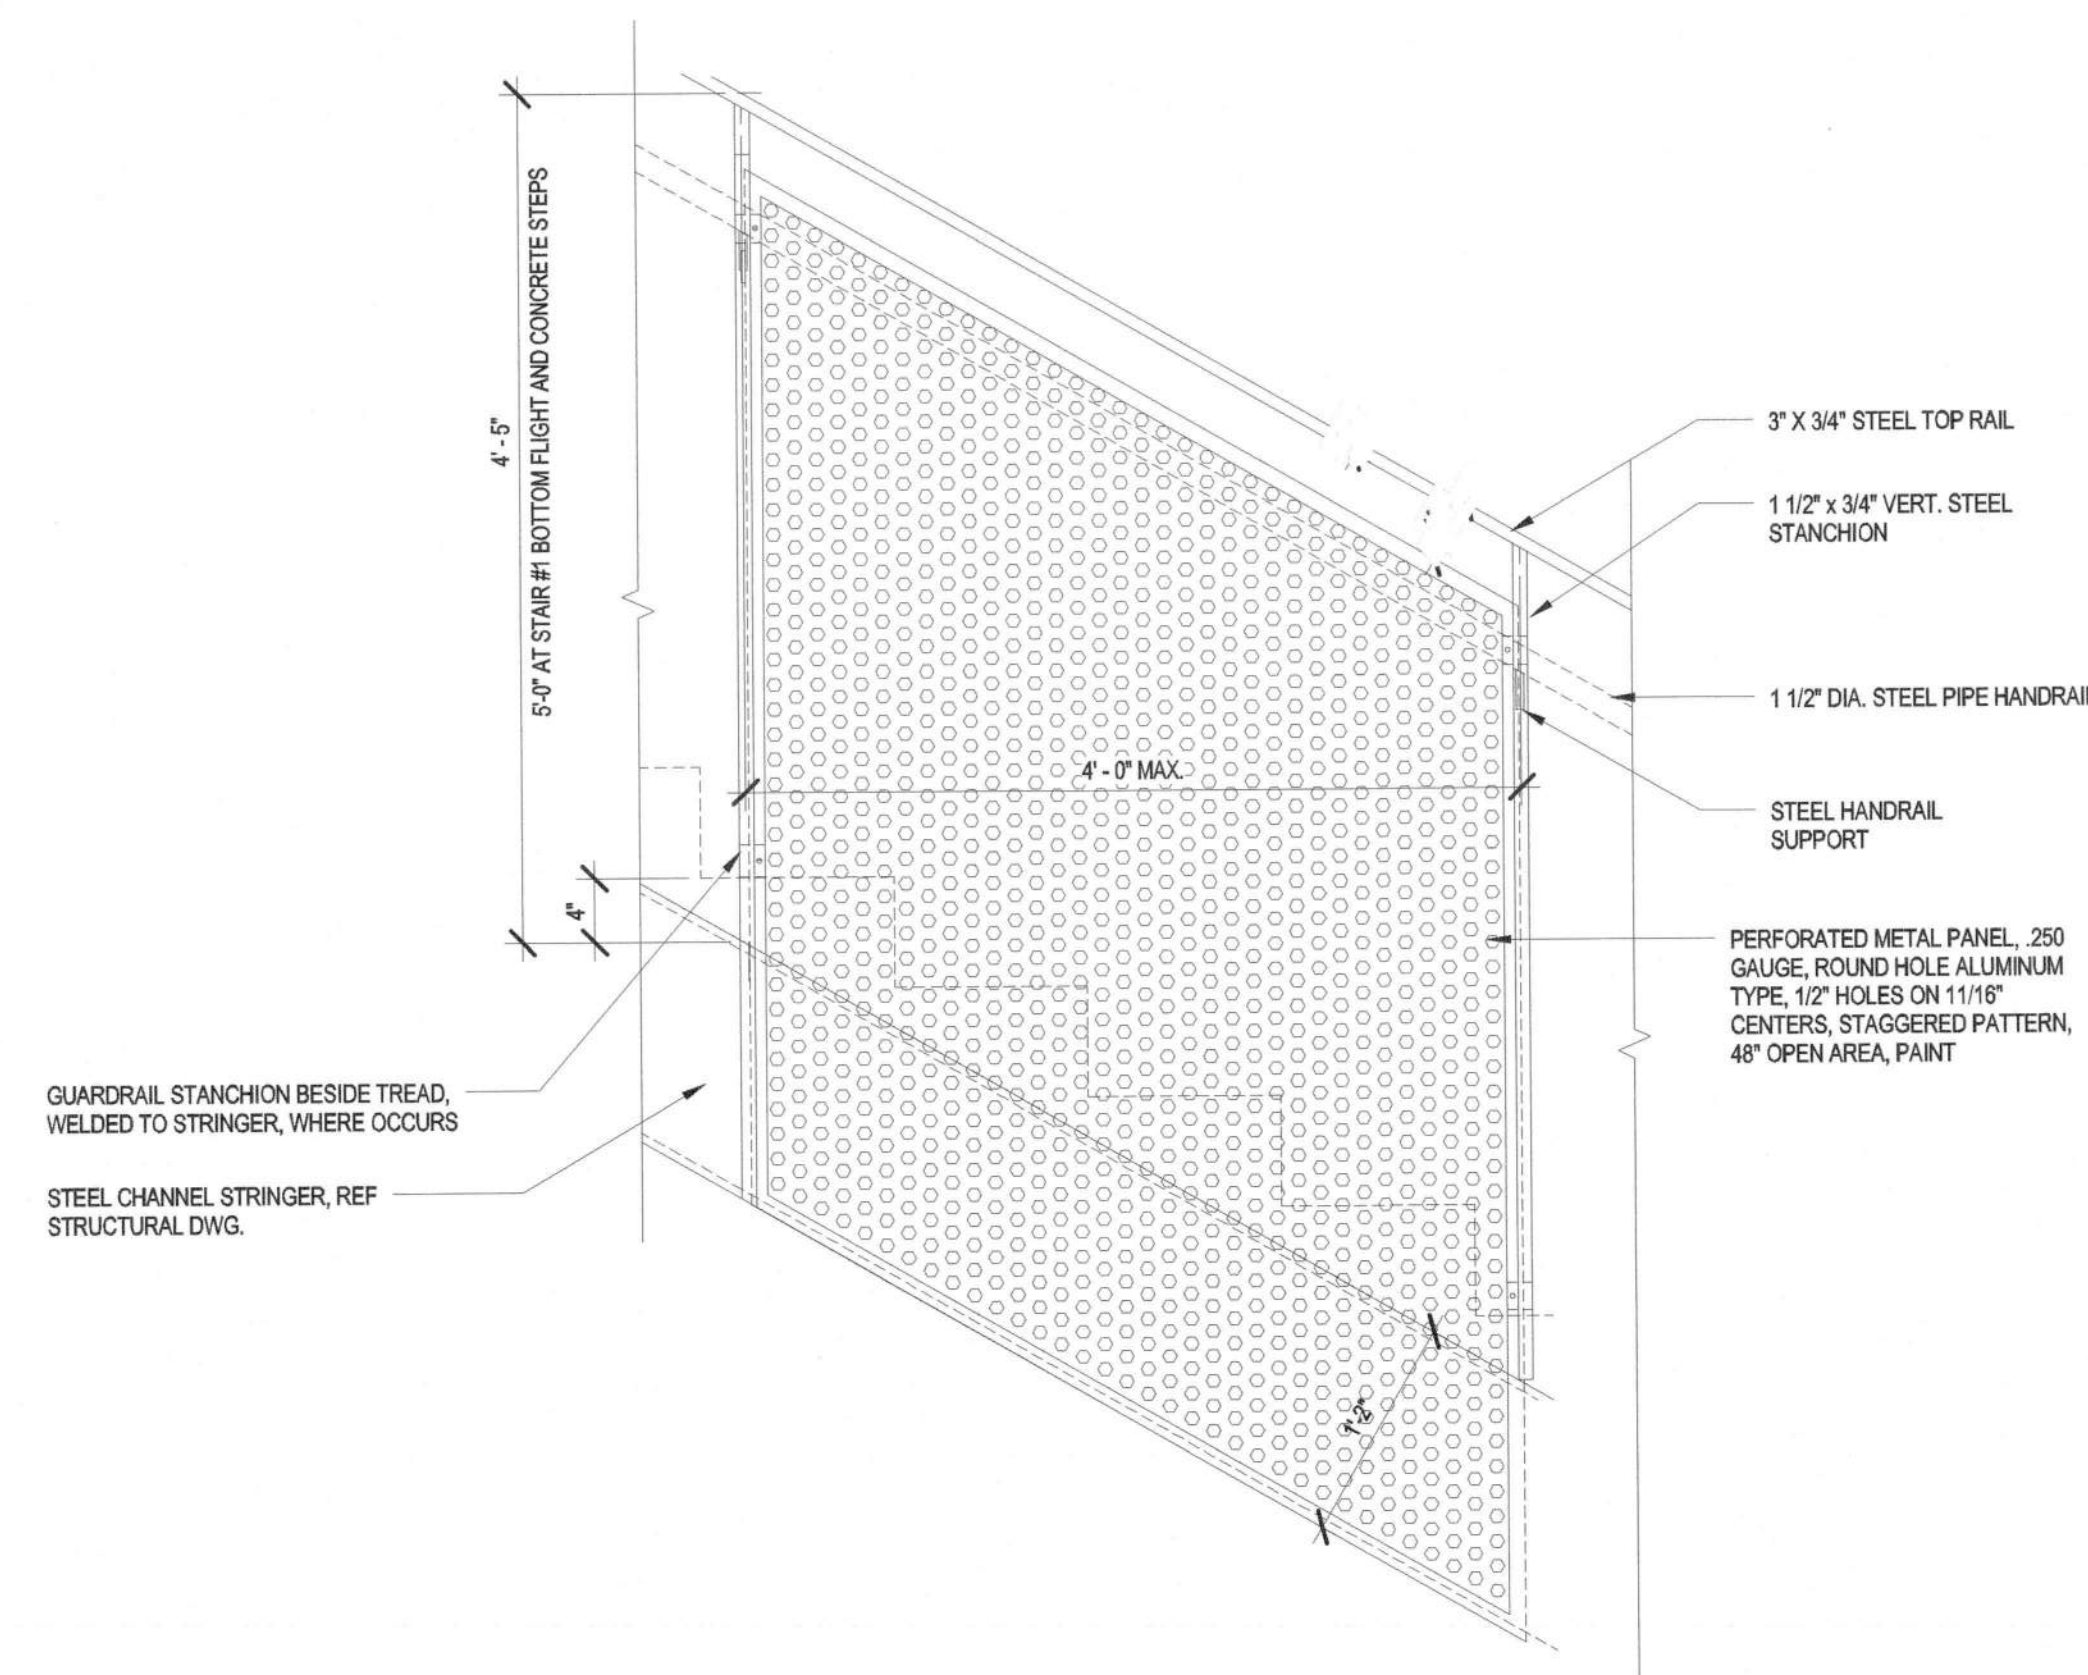 4' - 5"
5'-0" AT STAIR #1 BOTTOM FLIGHT AND CONCRETE STEPS
4"
4' - 0" MAX.
1'-2"
GUARDRAIL STANCHION BESIDE TREAD,
WELDED TO STRINGER, WHERE OCCURS
STEEL CHANNEL STRINGER, REF
STRUCTURAL DWG.
3" X 3/4" STEEL TOP RAIL
1 1/2" x 3/4" VERT. STEEL
STANCHION
1 1/2" DIA. STEEL PIPE HANDRAIL
STEEL HANDRAIL
SUPPORT
PERFORATED METAL PANEL, .250
GAUGE, ROUND HOLE ALUMINUM
TYPE, 1/2" HOLES ON 11/16"
CENTERS, STAGGERED PATTERN,
48" OPEN AREA, PAINT